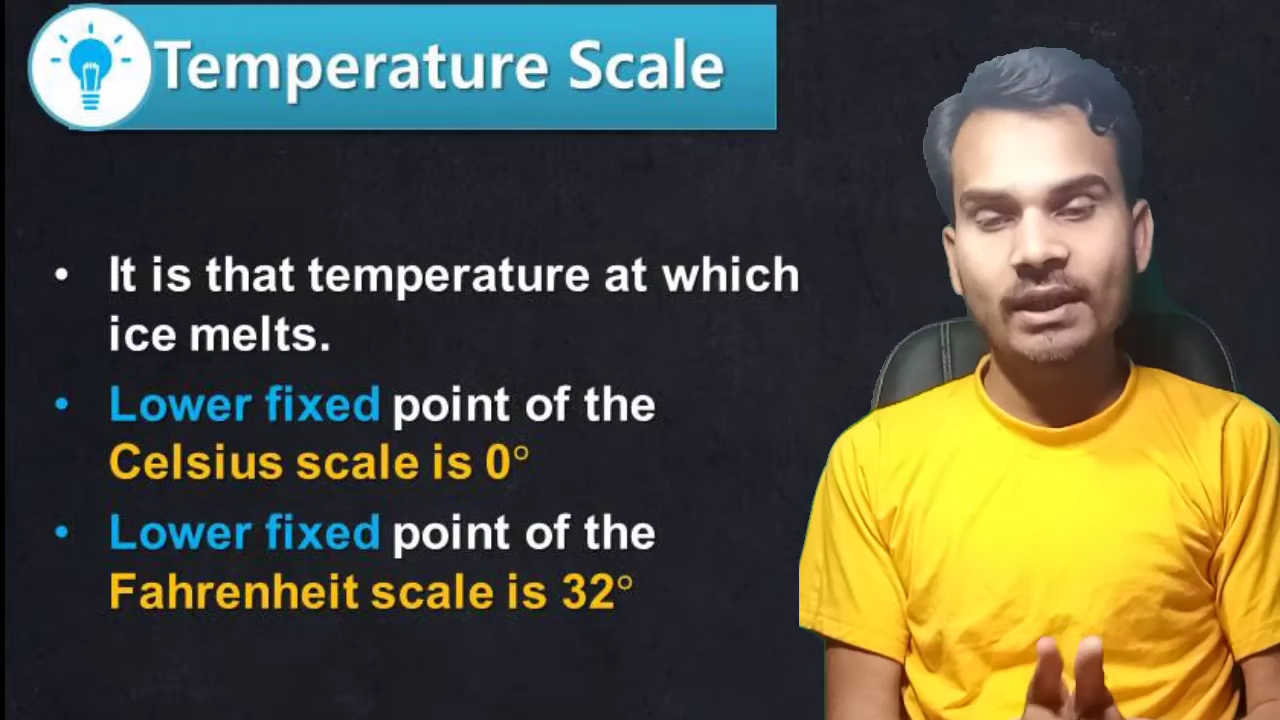 Temperature Scale
• It is that temperature at which
ice melts.
• Lower fixed point of the
Celsius scale is 0°
• Lower fixed point of the
Fahrenheit scale is 32°